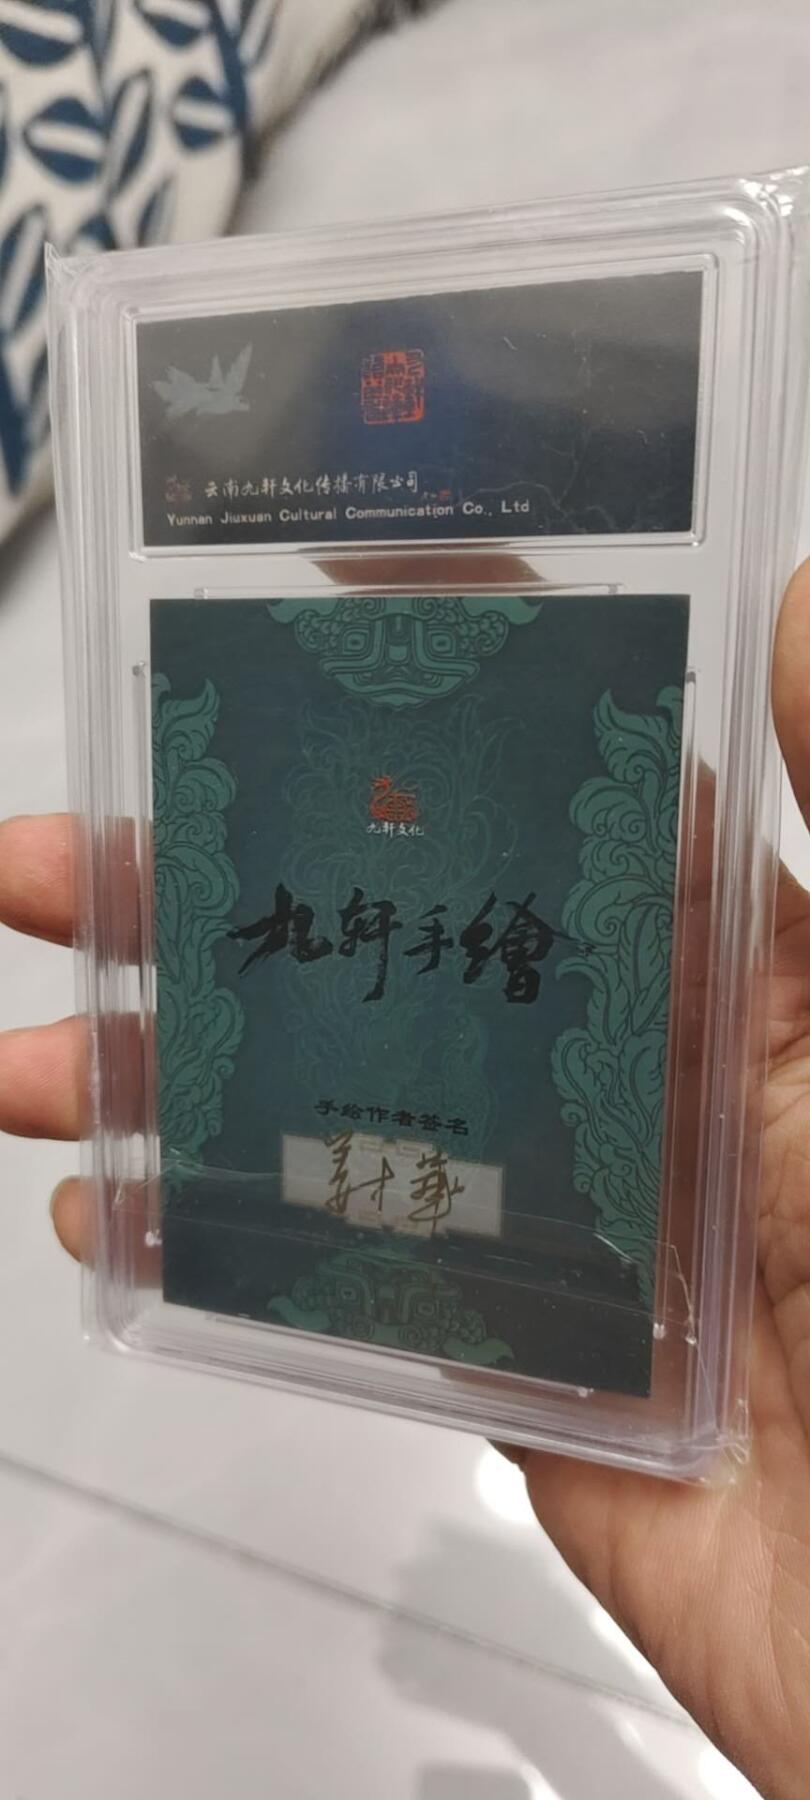 云南九轩文化传播有限公司
Yunnan Jiuxuan Cultural Communication Co., Ltd
九轩文化
九轩手繪
手绘作者签名